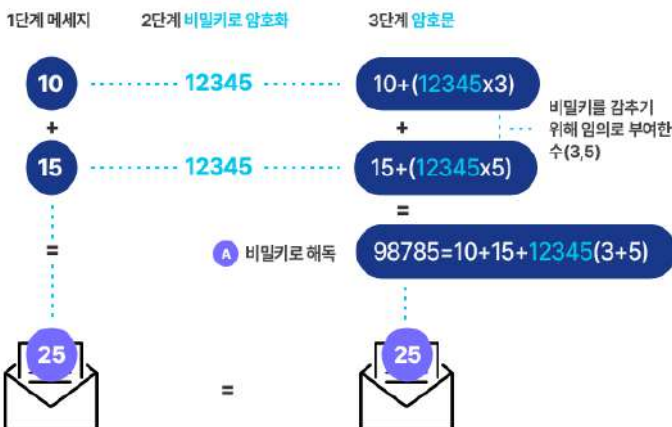 1단계 메세지 2단계 비밀키로 암호화 3단계 암호문
10 12345 10+(12345x3)
+ +
비밀키를 감추기
위해 임의로 부여한
수(3,5)
15 12345 15+(12345x5)
=
= A 비밀키로 해독 98785=10+15+12345(3+5)
25 25
=